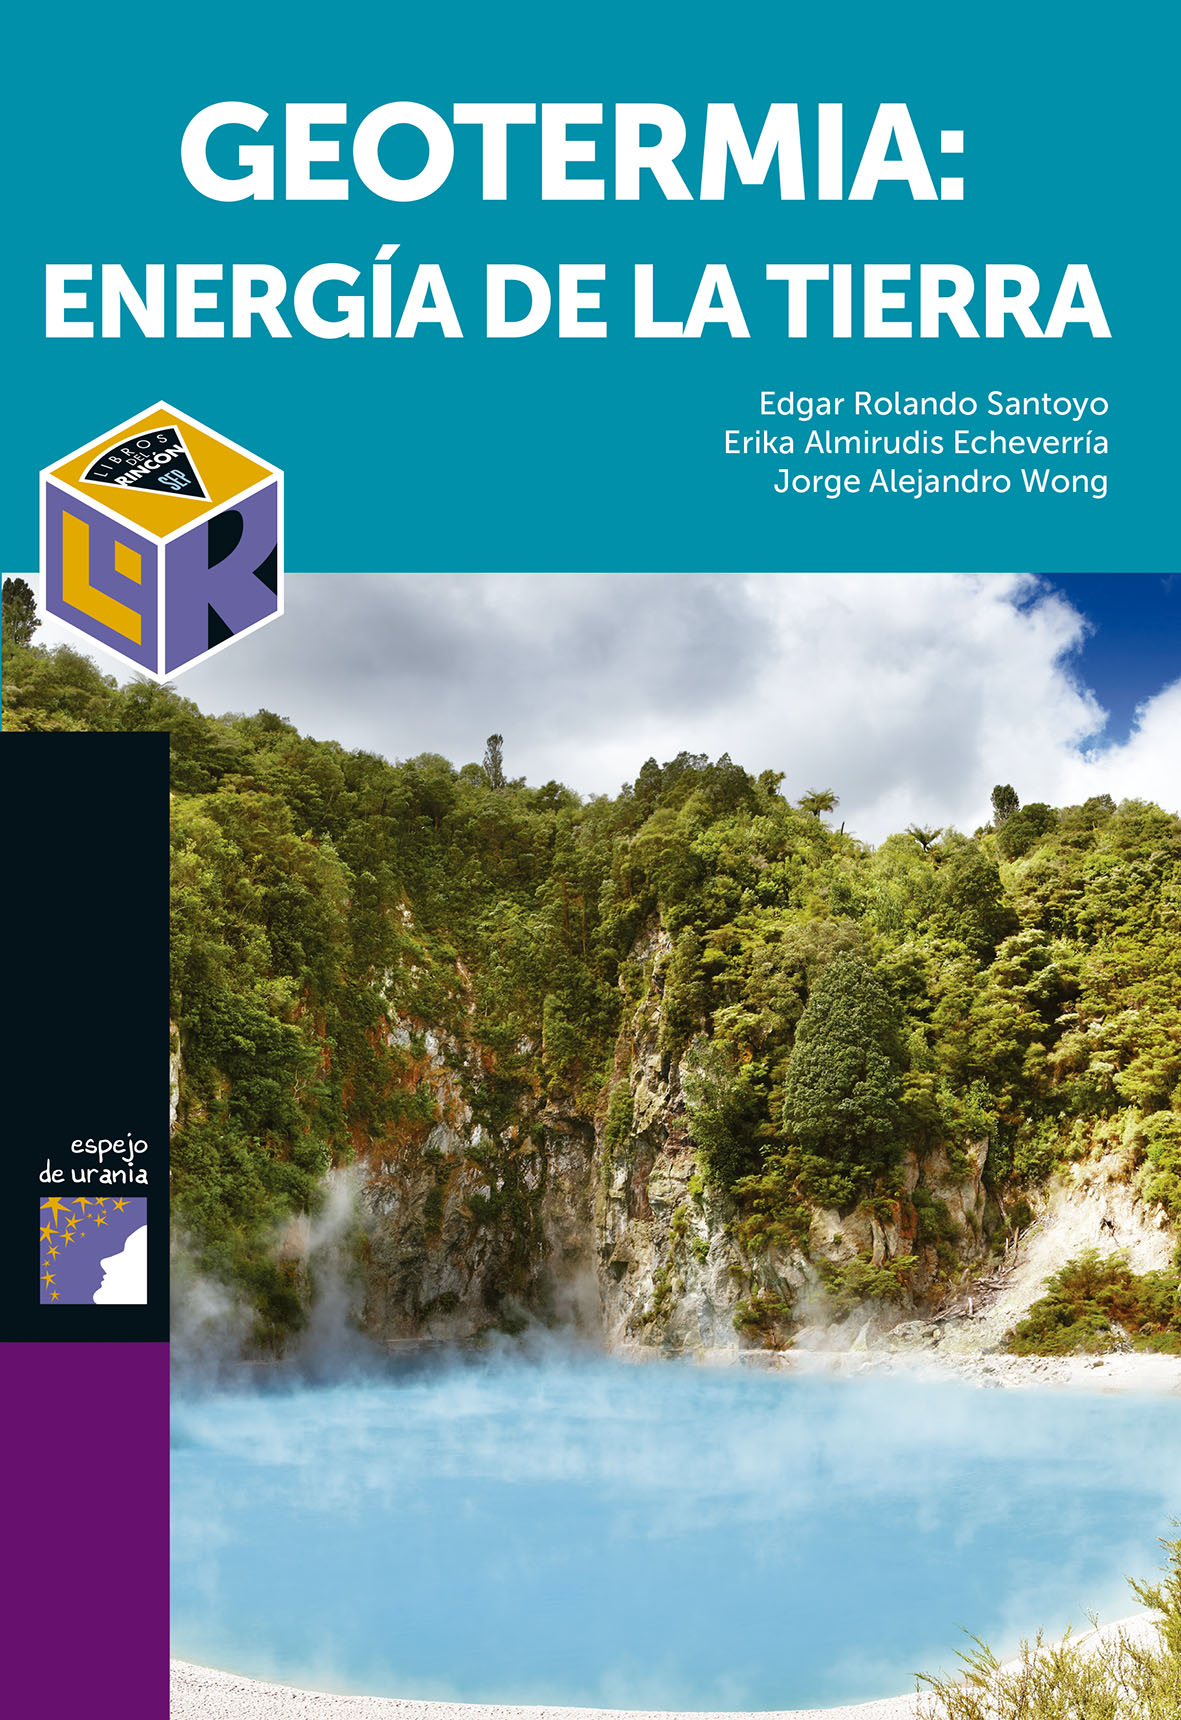 GEOTERMIA:
ENERGÍA DE LA TIERRA
Edgar Rolando Santoyo
Erika Almirudis Echeverría
Jorge Alejandro Wong
LIBROS
DEL
RINCÓN
SEP
LR
espejo
de urania